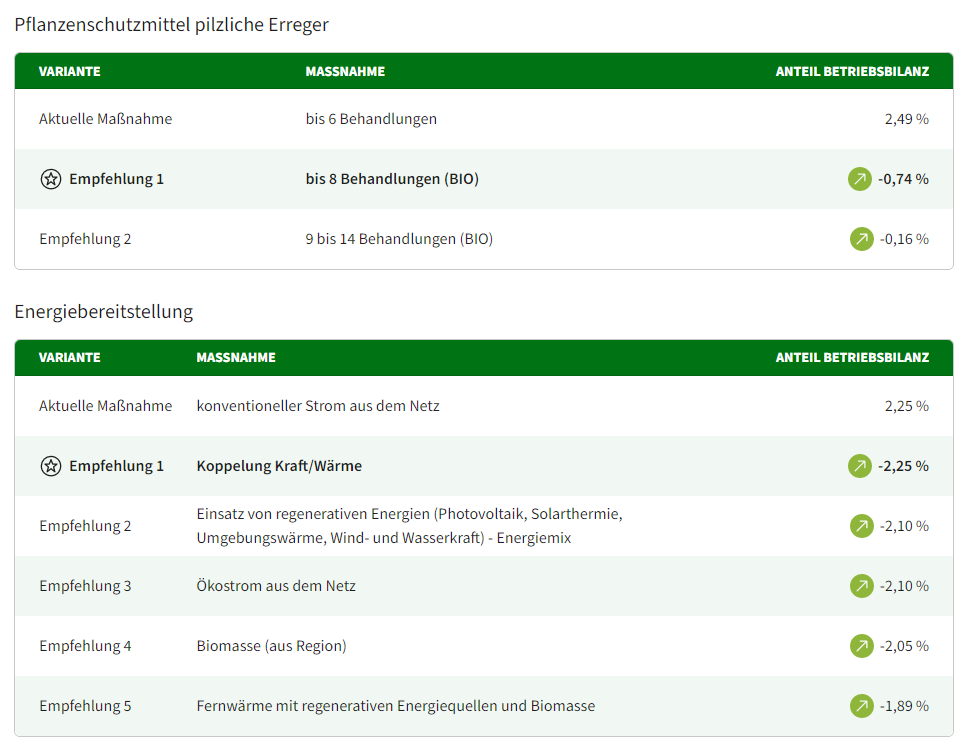 Pflanzenschutzmittel pilzliche Erreger
VARIANTE MASSNAHME ANTEIL BETRIEBSBILANZ
Aktuelle Maßnahme bis 6 Behandlungen 2,49 %
Empfehlung 1 bis 8 Behandlungen (BIO) -0,74 %
Empfehlung 2 9 bis 14 Behandlungen (BIO) -0,16 %
Energiebereitstellung
VARIANTE MASSNAHME ANTEIL BETRIEBSBILANZ
Aktuelle Maßnahme konventioneller Strom aus dem Netz 2,25 %
Empfehlung 1 Koppelung Kraft/Wärme -2,25 %
Empfehlung 2 Einsatz von regenerativen Energien (Photovoltaik, Solarthermie, -2,10 %
Umgebungswärme, Wind- und Wasserkraft) - Energiemix
Empfehlung 3 Ökostrom aus dem Netz -2,10 %
Empfehlung 4 Biomasse (aus Region) -2,05 %
Empfehlung 5 Fernwärme mit regenerativen Energiequellen und Biomasse -1,89 %